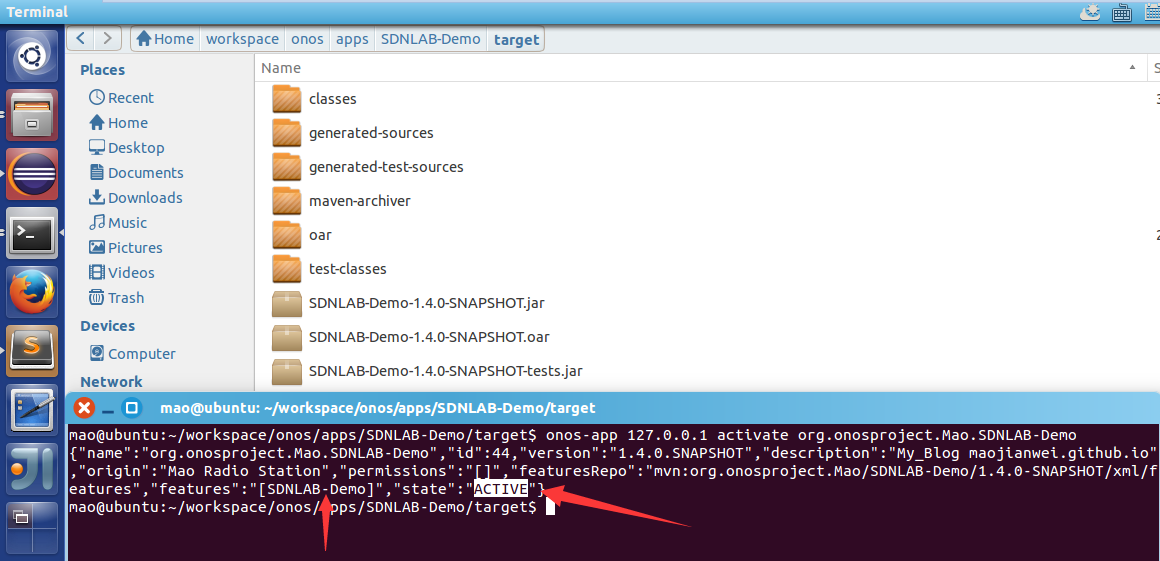 Terminal
Home workspace onos apps SDNLAB-Demo target
Places
Recent
Home
Desktop
Documents
Downloads
Music
Pictures
Videos
Trash
Devices
Computer
Network
Name
classes
generated-sources
generated-test-sources
maven-archiver
oar
test-classes
SDNLAB-Demo-1.4.0-SNAPSHOT.jar
SDNLAB-Demo-1.4.0-SNAPSHOT.oar
SDNLAB-Demo-1.4.0-SNAPSHOT-tests.jar
mao@ubuntu: ~/workspace/onos/apps/SDNLAB-Demo/target
mao@ubuntu:~/workspace/onos/apps/SDNLAB-Demo/target$ onos-app 127.0.0.1 activate org.onosproject.Mao.SDNLAB-Demo
{"name":"org.onosproject.Mao.SDNLAB-Demo","id":44,"version":"1.4.0.SNAPSHOT","description":"My_Blog maojianwei.github.io"
,"origin":"Mao Radio Station","permissions":"[]","featuresRepo":"mvn:org.onosproject.Mao/SDNLAB-Demo/1.4.0-SNAPSHOT/xml/f
eatures","features":"[SDNLAB-Demo]","state":"ACTIVE"}
mao@ubuntu:~/workspace/onos/apps/SDNLAB-Demo/target$